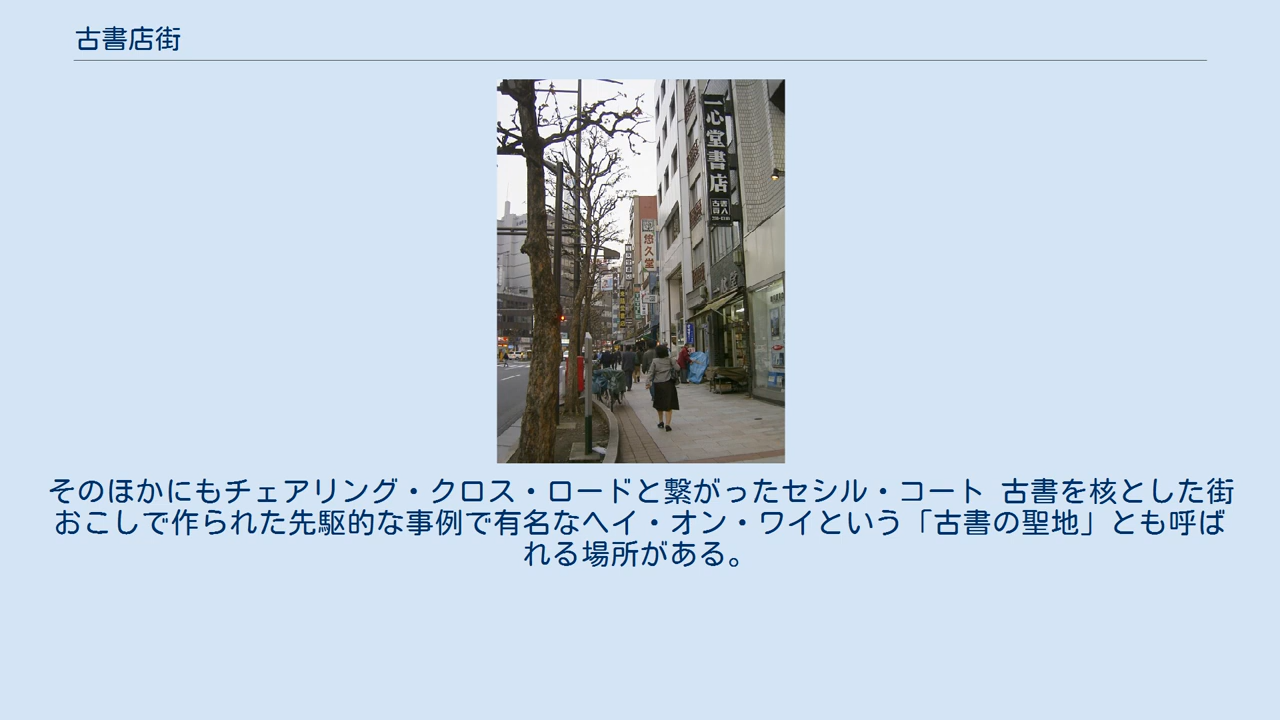 古書店街
一心堂書店
古書
買入
悠久堂
そのほかにもチェアリング・クロス・ロードと繋がったセシル・コート 古書を核とした街
おこしで作られた先駆的な事例で有名なヘイ・オン・ワイという「古書の聖地」とも呼ば
れる場所がある。